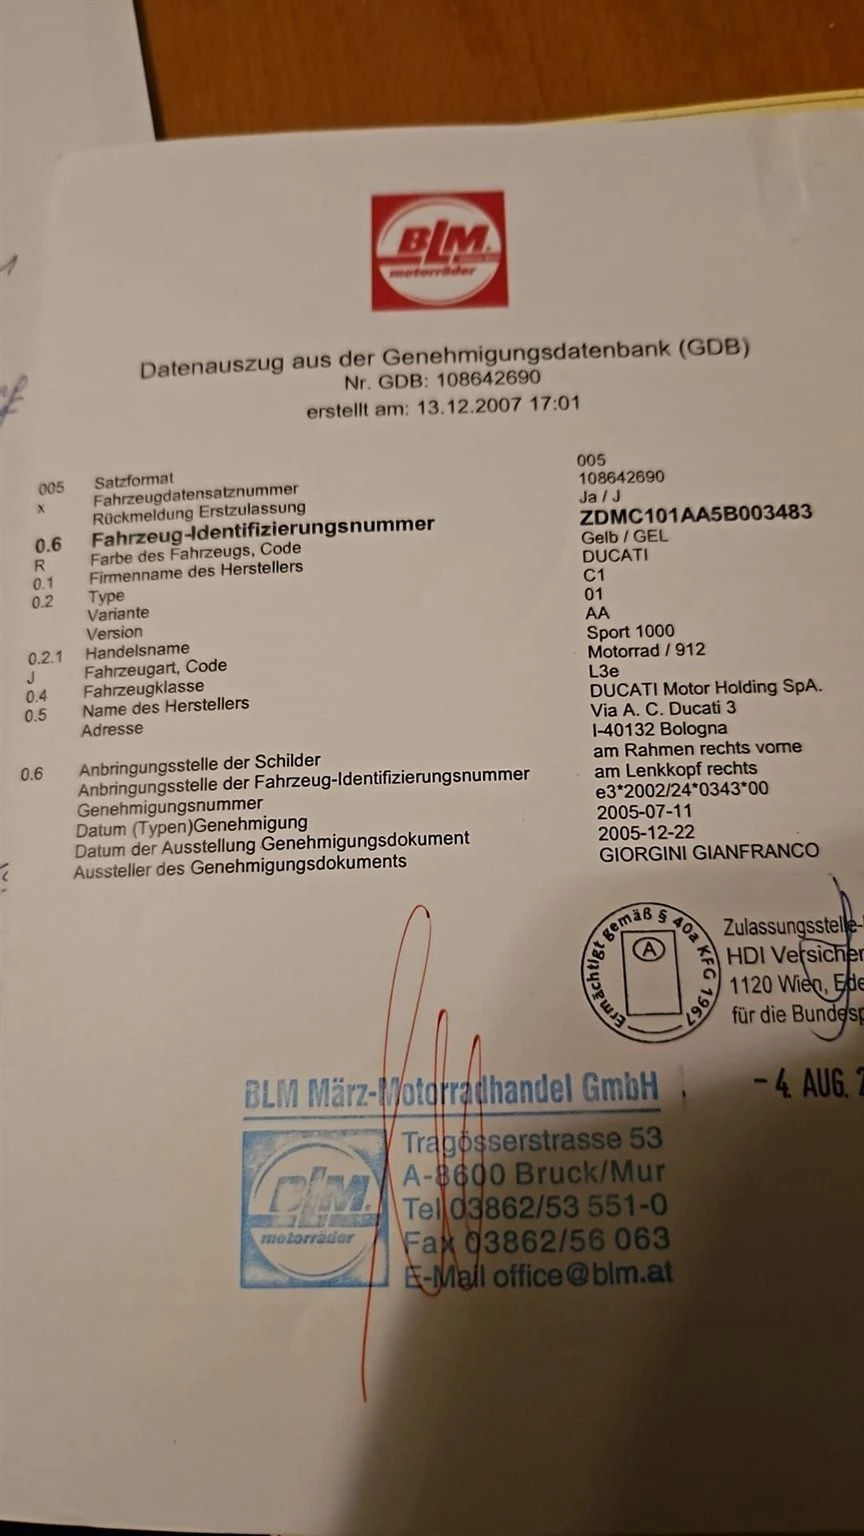 BLM.
motorräder
Datenauszug aus der Genehmigungsdatenbank (GDB)
Nr. GDB: 108642690
erstellt am: 13.12.2007 17:01
005 Satzformat 005
x Fahrzeugdatensatznummer 108642690
Rückmeldung Erstzulassung Ja / J
0.6 Fahrzeug-Identifizierungsnummer ZDMC101AA5B003483
R Farbe des Fahrzeugs, Code Gelb / GEL
0.1 Firmenname des Herstellers DUCATI
0.2 Type C1
Variante 01
Version AA
0.2.1 Handelsname Sport 1000
J Fahrzeugart, Code Motorrad / 912
0.4 Fahrzeugklasse L3e
0.5 Name des Herstellers DUCATI Motor Holding SpA.
Adresse Via A. C. Ducati 3
I-40132 Bologna
0.6 Anbringungsstelle der Schilder am Rahmen rechts vorne
Anbringungsstelle der Fahrzeug-Identifizierungsnummer am Lenkkopf rechts
Genehmigungsnummer e3*2002/24*0343*00
Datum (Typen)Genehmigung 2005-07-11
Datum der Ausstellung Genehmigungsdokument 2005-12-22
Aussteller des Genehmigungsdokuments GIORGINI GIANFRANCO
Ermächtigt gemäß § 40a KFG 1967
A
Zulassungsstelle-
HDI Versicher
1120 Wien, Ede
für die Bundesp
- 4. AUG. 2
BLM März-Motorradhandel GmbH
BLM.
motorräder
Tragösserstrasse 53
A-8600 Bruck/Mur
Tel 03862/53 551-0
Fax 03862/56 063
E-Mail office@blm.at